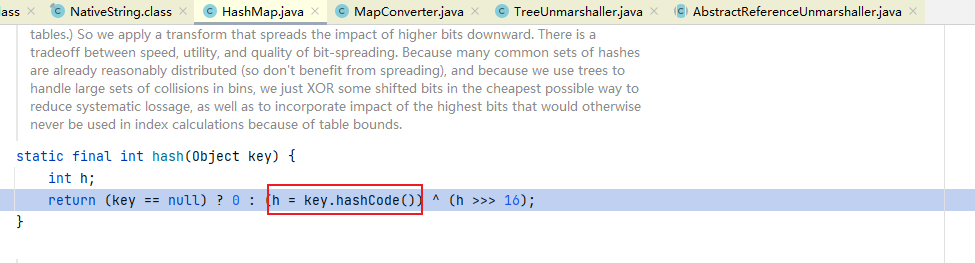 ass NativeString.class HashMap.java MapConverter.java TreeUnmarshaller.java AbstractReferenceUnmarshaller.java
tables.) So we apply a transform that spreads the impact of higher bits downward. There is a
tradeoff between speed, utility, and quality of bit-spreading. Because many common sets of hashes
are already reasonably distributed (so don't benefit from spreading), and because we use trees to
handle large sets of collisions in bins, we just XOR some shifted bits in the cheapest possible way to
reduce systematic lossage, as well as to incorporate impact of the highest bits that would otherwise
never be used in index calculations because of table bounds.
static final int hash(Object key) {
int h;
return (key == null) ? 0 : (h = key.hashCode()) ^ (h >>> 16);
}